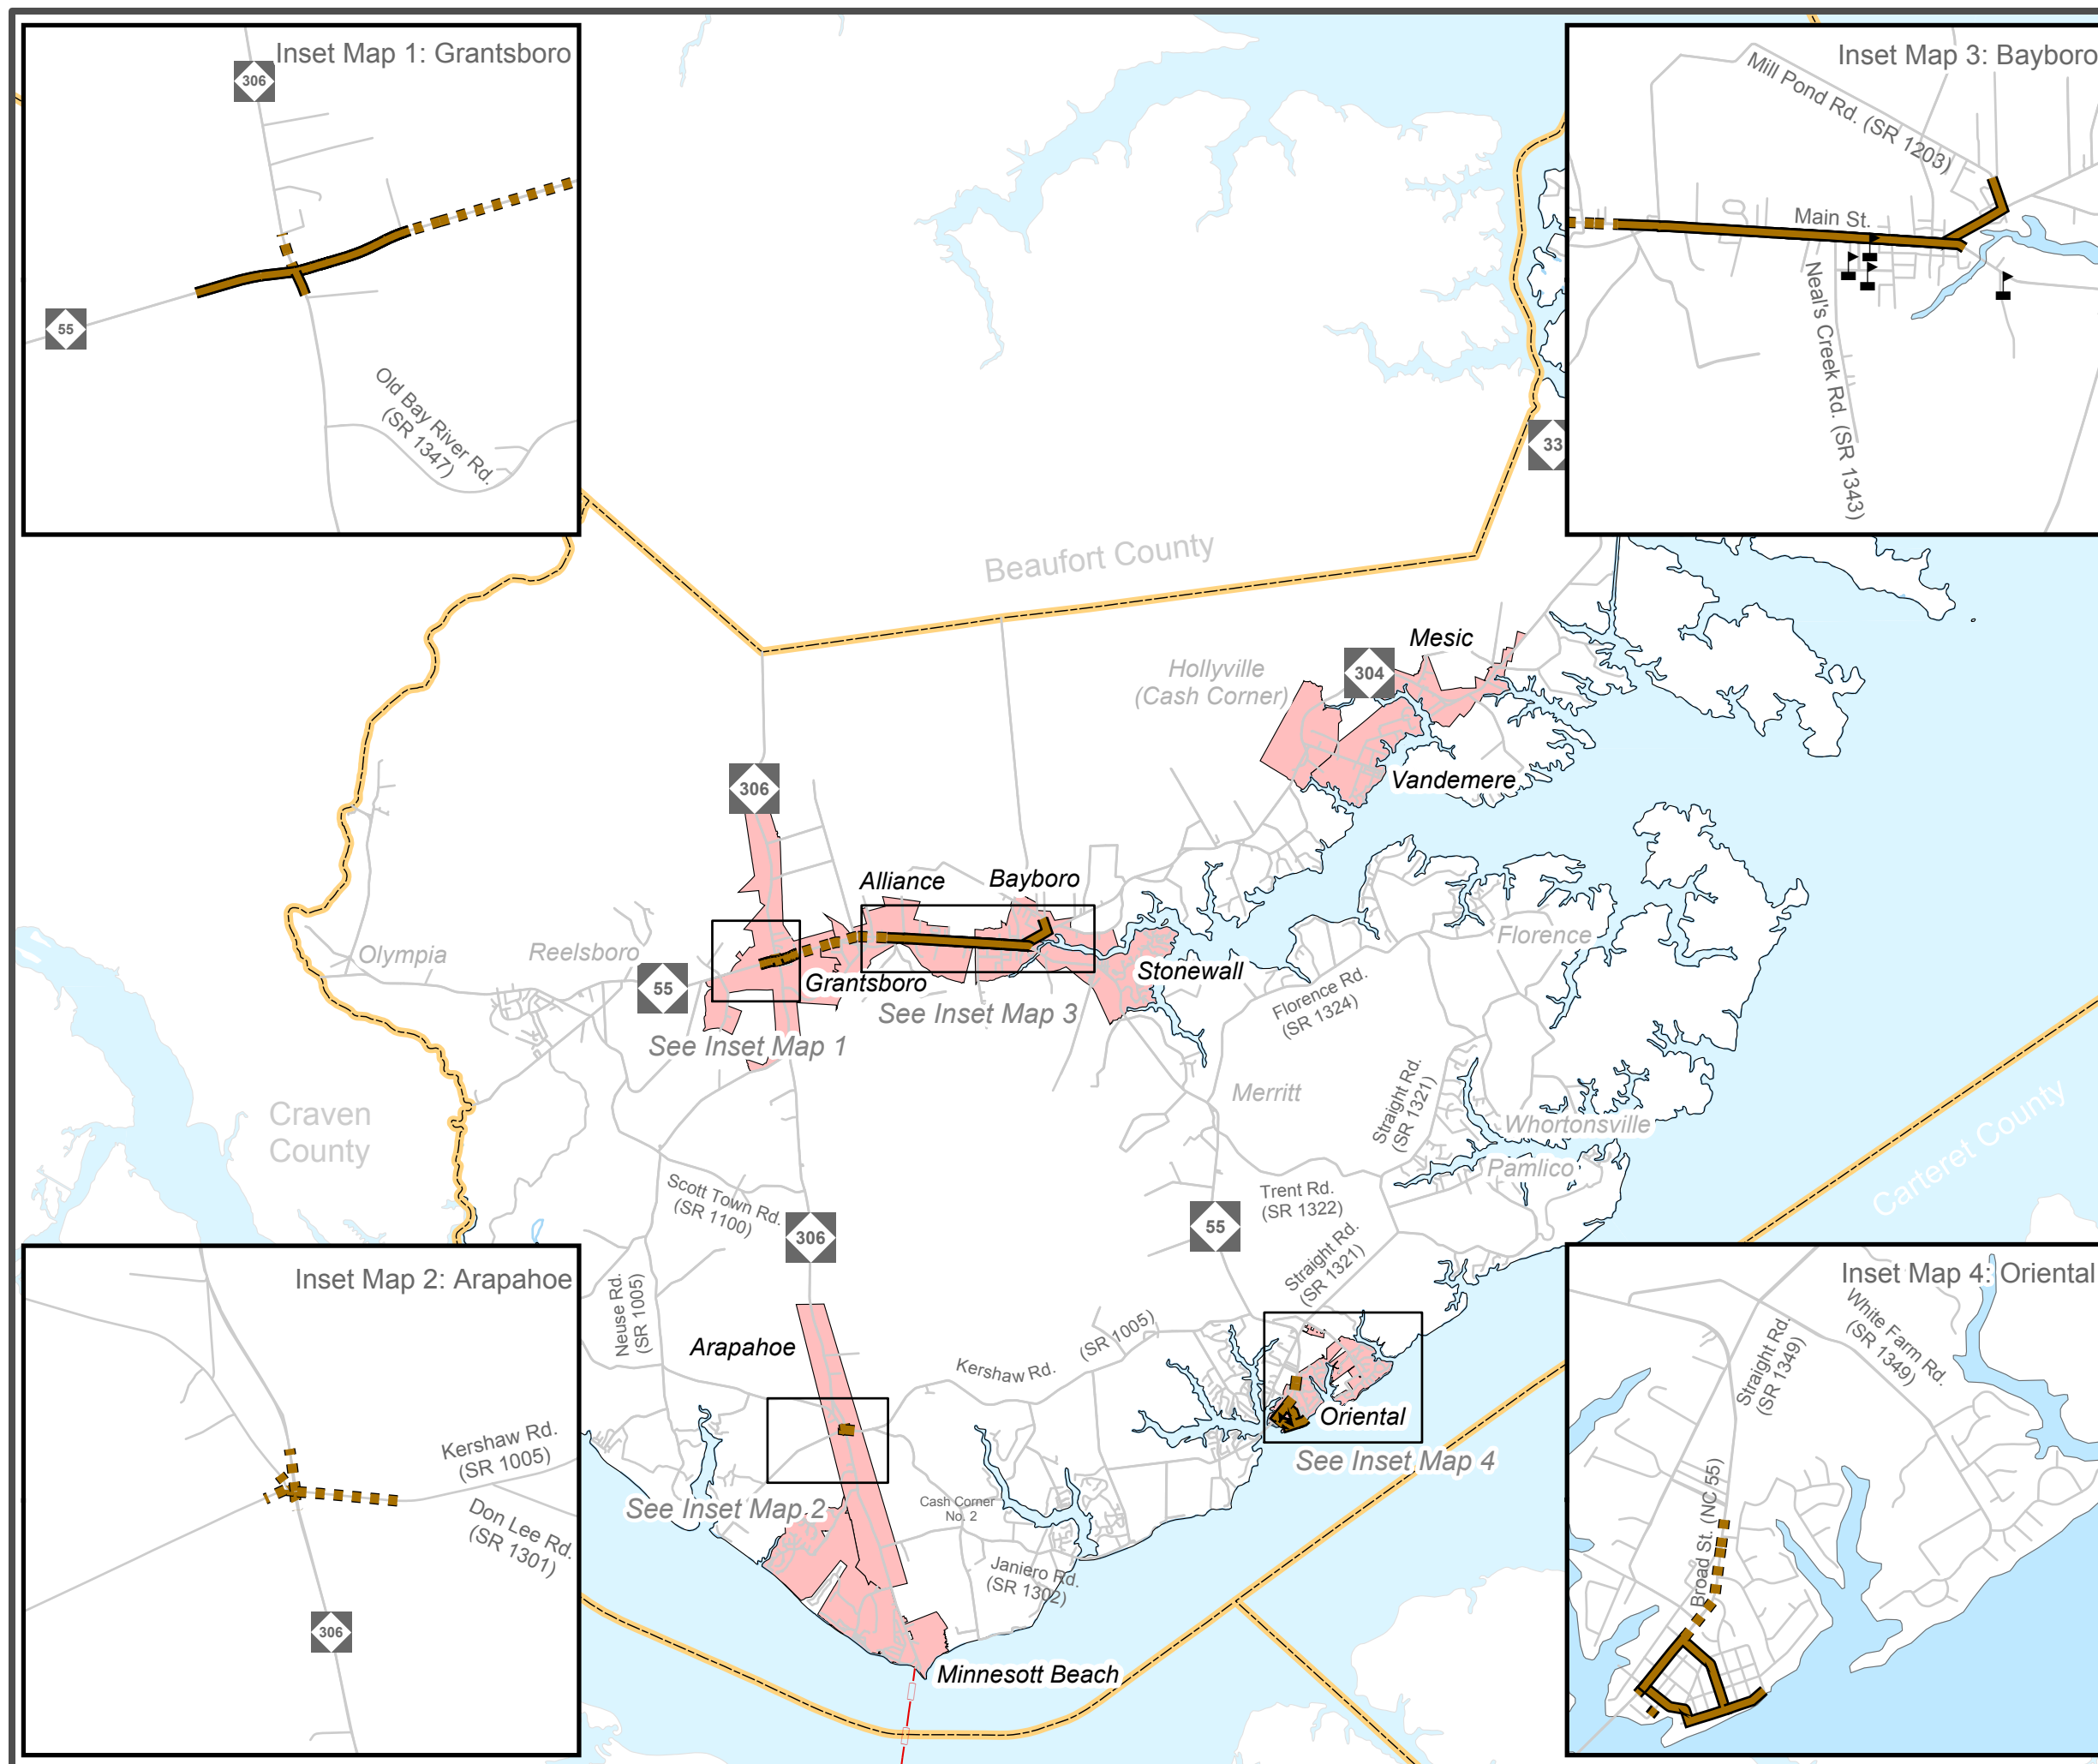 Inset Map 1: Grantsboro
306
55
Old Bay River Rd.
(SR 1347)
Inset Map 3: Bayboro
Mill Pond Rd. (SR 1203)
Main St.
Neal's Creek Rd. (SR 1343)
33
Beaufort County
Mesic
304
Hollyville
(Cash Corner)
Vandemere
306
Alliance
Bayboro
Olympia
Reelsboro
55
Grantsboro
Stonewall
Florence
Florence Rd.
(SR 1324)
See Inset Map 3
See Inset Map 1
Merritt
Straight Rd.
(SR 1321)
Craven
County
Whortonsville
Pamlico
Carteret County
Scott Town Rd.
(SR 1100)
Trent Rd.
(SR 1322)
306
55
Straight Rd.
(SR 1321)
Neuse Rd.
(SR 1005)
Arapahoe
Kershaw Rd.
(SR 1005)
Oriental
See Inset Map 4
See Inset Map 2
Cash Corner
No. 2
Janiero Rd.
(SR 1302)
Minnesott Beach
Inset Map 2: Arapahoe
Kershaw Rd.
(SR 1005)
Don Lee Rd.
(SR 1301)
306
Inset Map 4: Oriental
White Farm Rd.
(SR 1349)
Straight Rd.
(SR 1349)
Broad St. (NC 55)